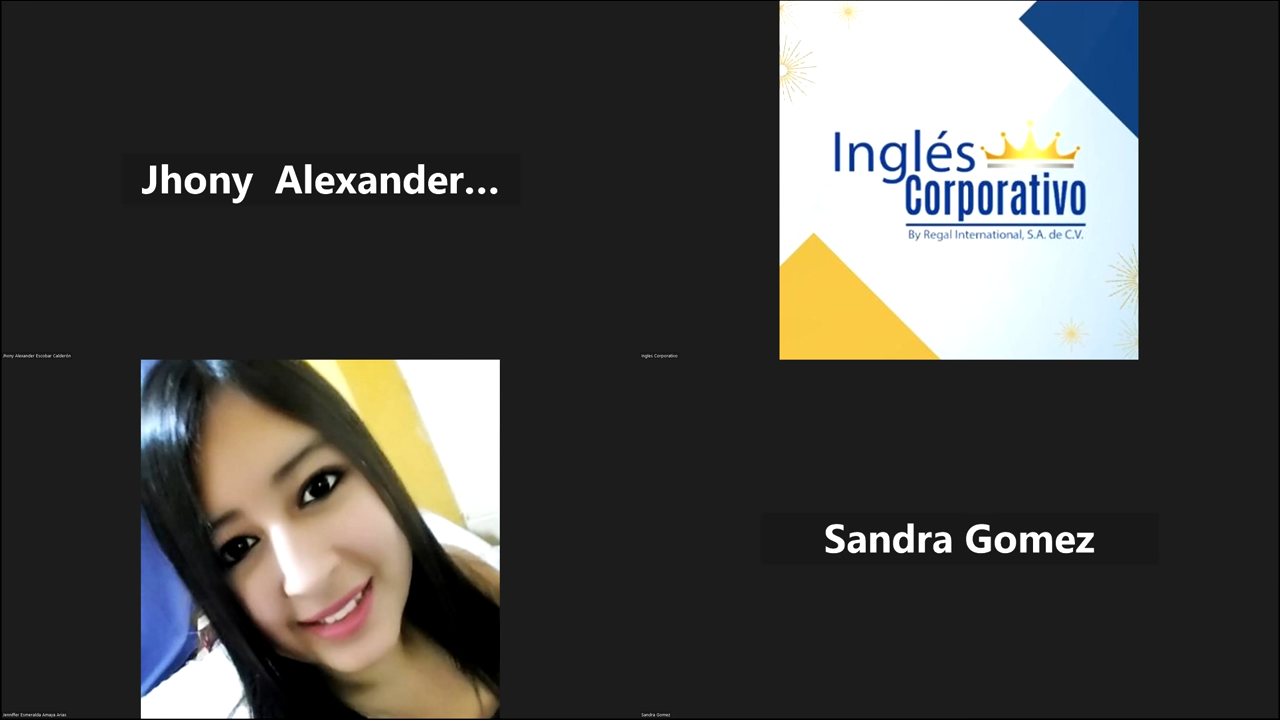 Jhony Alexander...
Inglés
Corporativo
By Regal International, S.A. de C.V.
Jhony Alexander Escobar Calderón
Ingles Corporativo
Sandra Gomez
Jenniffer Esmeralda Amaya Arias
Sandra Gomez